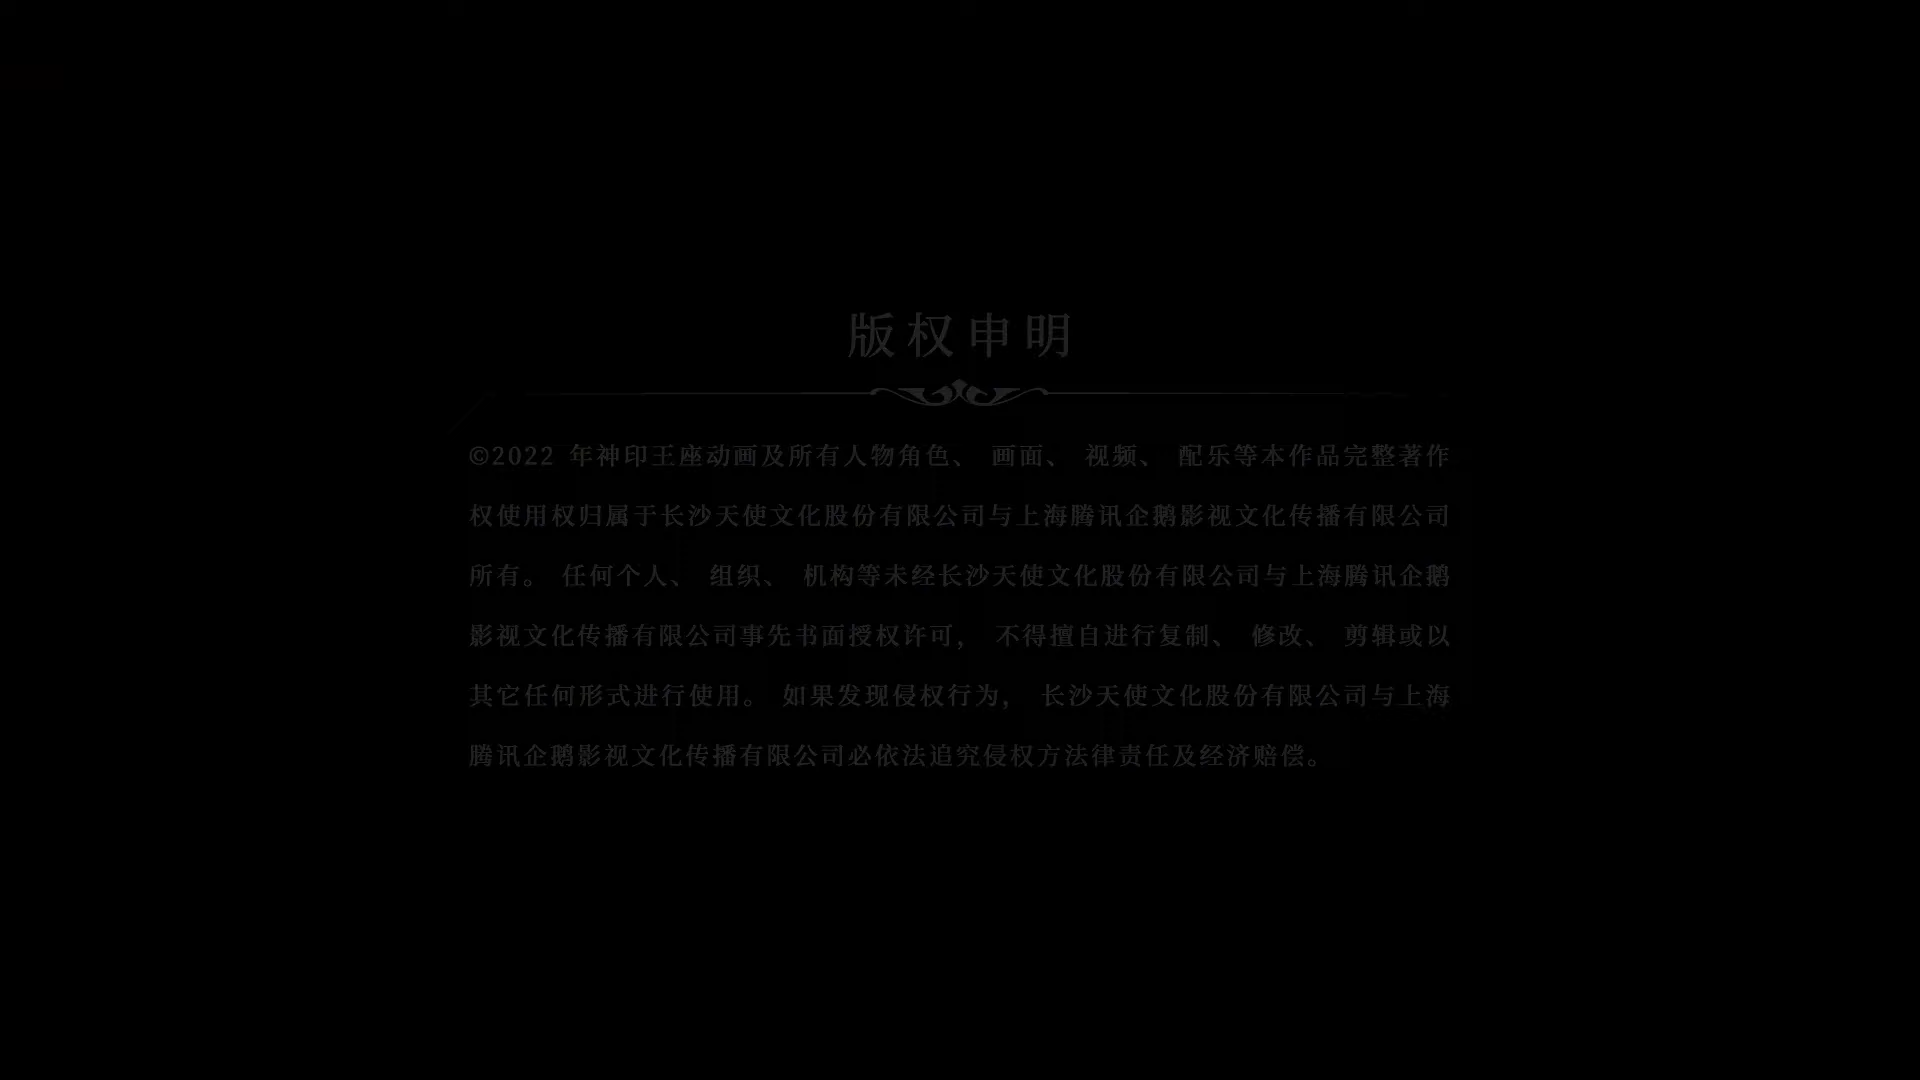 版权申明
©2022 年神印王座动画及所有人物角色、 画面、 视频、 配乐等本作品完整著作
权使用权归属于长沙天使文化股份有限公司与上海腾讯企鹅影视文化传播有限公司
所有。 任何个人、 组织、 机构等未经长沙天使文化股份有限公司与上海腾讯企鹅
影视文化传播有限公司事先书面授权许可， 不得擅自进行复制、 修改、 剪辑或以
其它任何形式进行使用。 如果发现侵权行为， 长沙天使文化股份有限公司与上海
腾讯企鹅影视文化传播有限公司必依法追究侵权方法律责任及经济赔偿。